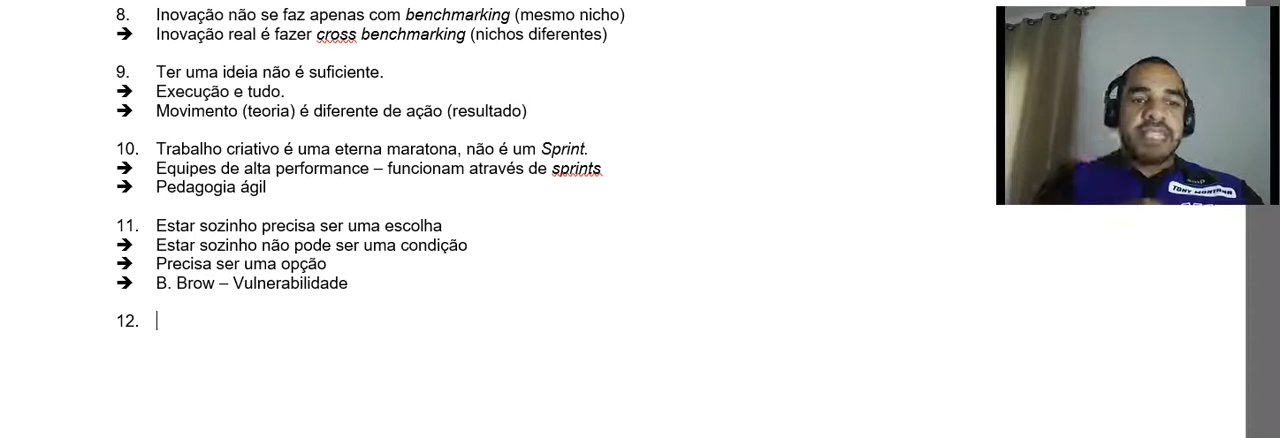 8. Inovação não se faz apenas com benchmarking (mesmo nicho)
➔ Inovação real é fazer cross benchmarking (nichos diferentes)
9. Ter uma ideia não é suficiente.
➔ Execução e tudo.
➔ Movimento (teoria) é diferente de ação (resultado)
10. Trabalho criativo é uma eterna maratona, não é um Sprint.
➔ Equipes de alta performance – funcionam através de sprints
➔ Pedagogia ágil
11. Estar sozinho precisa ser uma escolha
➔ Estar sozinho não pode ser uma condição
➔ Precisa ser uma opção
➔ B. Brow – Vulnerabilidade
12.
TONY MONTANA